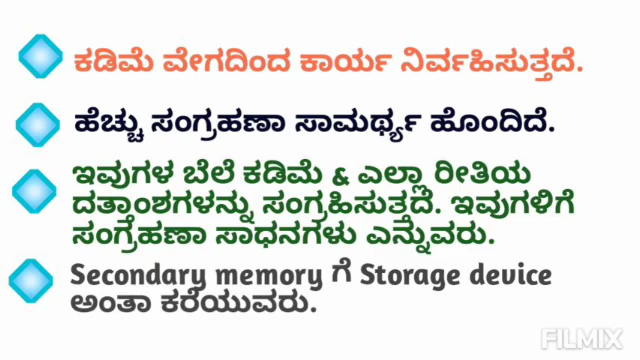 ಕಡಿಮೆ ವೇಗದಿಂದ ಕಾರ್ಯ ನಿರ್ವಹಿಸುತ್ತದೆ.
ಹೆಚ್ಚು ಸಂಗ್ರಹಣಾ ಸಾಮರ್ಥ್ಯ ಹೊಂದಿದೆ.
ಇವುಗಳ ಬೆಲೆ ಕಡಿಮೆ & ಎಲ್ಲಾ ರೀತಿಯ
ದತ್ತಾಂಶಗಳನ್ನು ಸಂಗ್ರಹಿಸುತ್ತದೆ. ಇವುಗಳಿಗೆ
ಸಂಗ್ರೆಹಣಾ ಸಾಧನಗಳು ಎನ್ನುವರು.
Secondary memory ಗೆ Storage device
ಅಂತಾ ಕರೆಯುವರು.
FILMIX